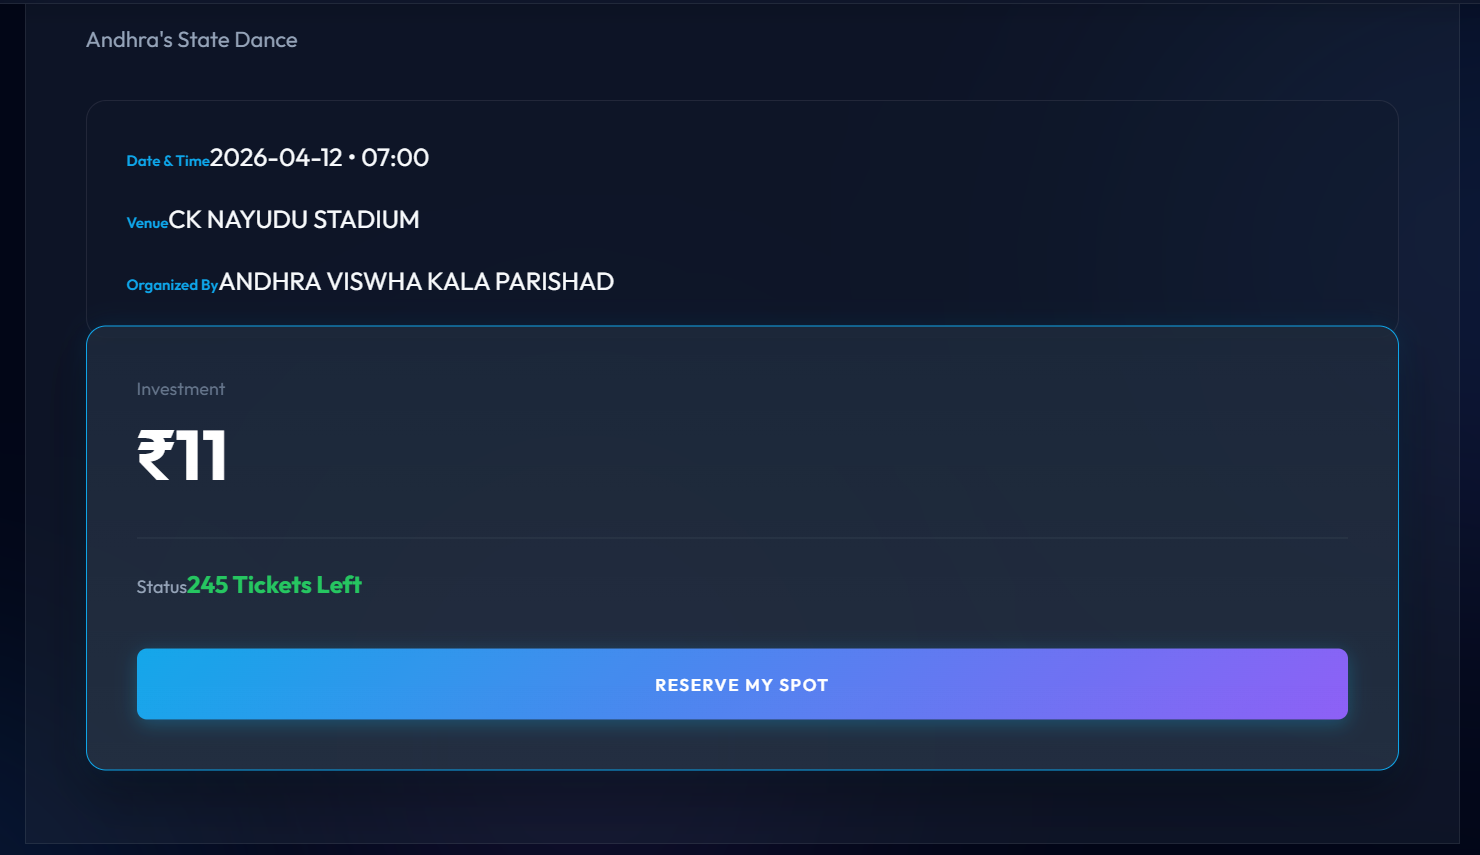 Andhra's State Dance
Date & Time2026-04-12 • 07:00
VenueCK NAYUDU STADIUM
Organized ByANDHRA VISWHA KALA PARISHAD
Investment
₹11
Status245 Tickets Left
RESERVE MY SPOT